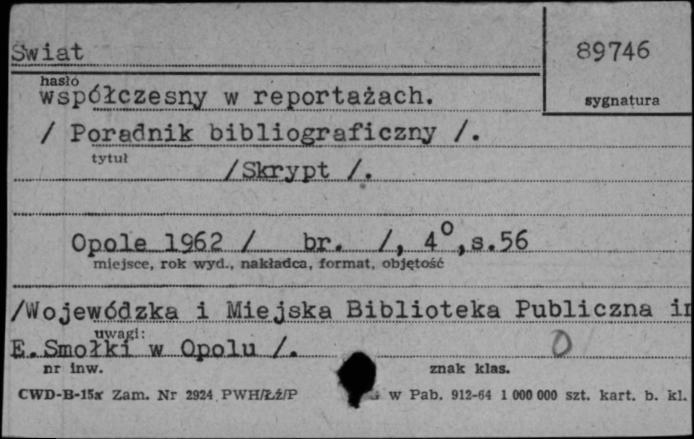 Swiat
89746
hasło
sygnatura
współczesny w reportażach.
/ Poradnik bibliograficzny /.
tytuł
/Skrypt /.
Opole 1962 / br. /, 4°,s.56
miejsce, rok wyd., nakładca, format, objętość
/Wojewódzka i Miejska Biblioteka Publiczna im
uwagi:
E.Smołki w Opolu /.
O
nr inw.
znak klas.
CWD-B-15x Zam. Nr 2924 PWH/Łź/P w Pab. 912-64 1 000 000 szt. kart. b. kl.